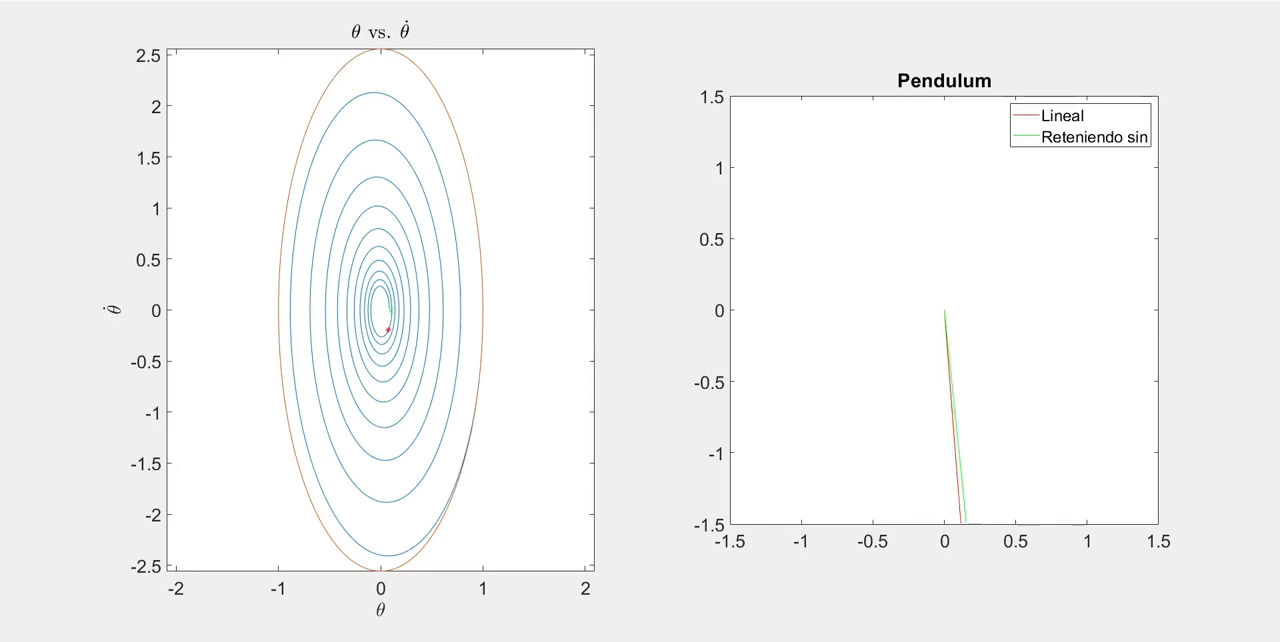 θ vs. θ̇
2.5
2
1.5
1
0.5
0
-0.5
-1
-1.5
-2
-2.5
θ̇
-2 -1 0 1 2
θ
Pendulum
Lineal
Reteniendo sin
1.5
1
0.5
0
-0.5
-1
-1.5
-1.5 -1 -0.5 0 0.5 1 1.5